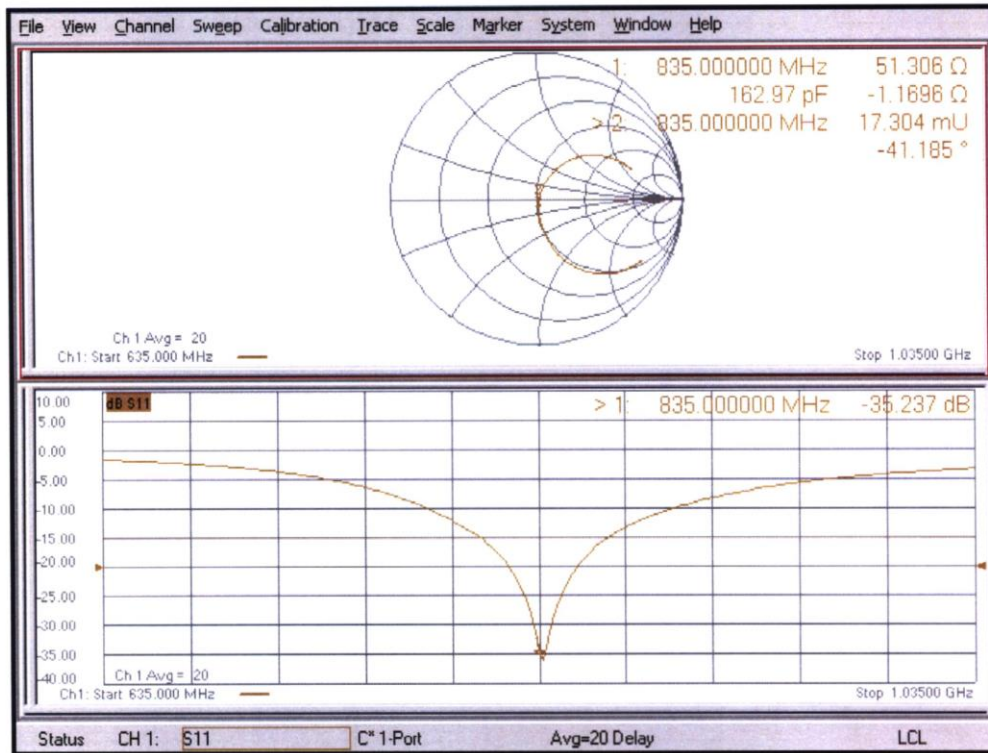 File View Channel Sweep Calibration Trace Scale Marker System Window Help
1: 835.000000 MHz 51.306 Ω
162.97 pF -1.1696 Ω
> 2: 835.000000 MHz 17.304 mU
-41.185 °
Ch 1 Avg = 20
Ch1: Start 635.000 MHz Stop 1.03500 GHz
10.00 dB S11 > 1: 835.000000 MHz -35.237 dB
5.00
0.00
-5.00
-10.00
-15.00
-20.00
-25.00
-30.00
-35.00
-40.00
Ch 1 Avg = 20
Ch1: Start 635.000 MHz Stop 1.03500 GHz
Status CH 1: S11 C* 1-Port Avg=20 Delay LCL